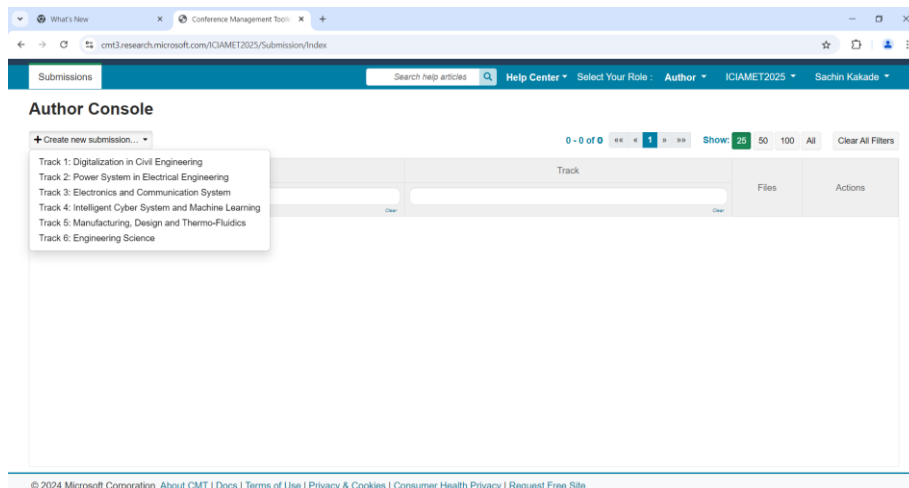 What's New
Conference Management Toolk
cmt3.research.microsoft.com/ICIAMET2025/Submission/Index
Submissions
Search help articles
Help Center
Select Your Role :
Author
ICIAMET2025
Sachin Kakade
Author Console
+ Create new submission...
0 - 0 of 0
«« « 1 » »»
Show: 25 50 100 All
Clear All Filters
Track 1: Digitalization in Civil Engineering
Track 2: Power System in Electrical Engineering
Track 3: Electronics and Communication System
Track 4: Intelligent Cyber System and Machine Learning
Track 5: Manufacturing, Design and Thermo-Fluidics
Track 6: Engineering Science
Clear
Track
Clear
Files
Actions
© 2024 Microsoft Corporation About CMT | Docs | Terms of Use | Privacy & Cookies | Consumer Health Privacy | Request Free Site